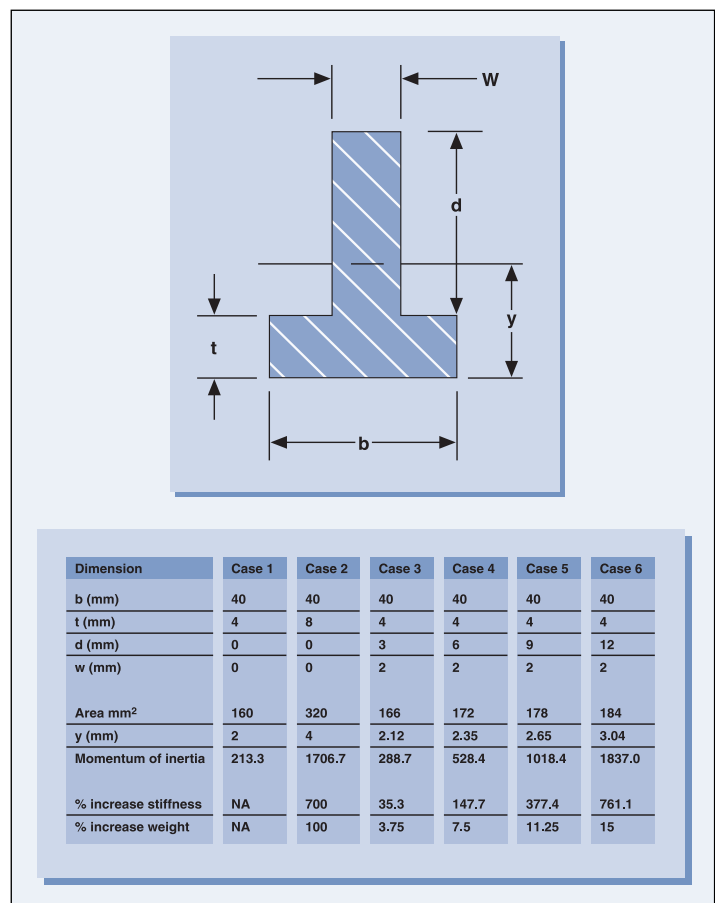 W
d
y
t
b
Dimension Case 1 Case 2 Case 3 Case 4 Case 5 Case 6
b (mm) 40 40 40 40 40 40
t (mm) 4 8 4 4 4 4
d (mm) 0 0 3 6 9 12
w (mm) 0 0 2 2 2 2
Area mm² 160 320 166 172 178 184
y (mm) 2 4 2.12 2.35 2.65 3.04
Momentum of inertia 213.3 1706.7 288.7 528.4 1018.4 1837.0
% increase stiffness NA 700 35.3 147.7 377.4 761.1
% increase weight NA 100 3.75 7.5 11.25 15